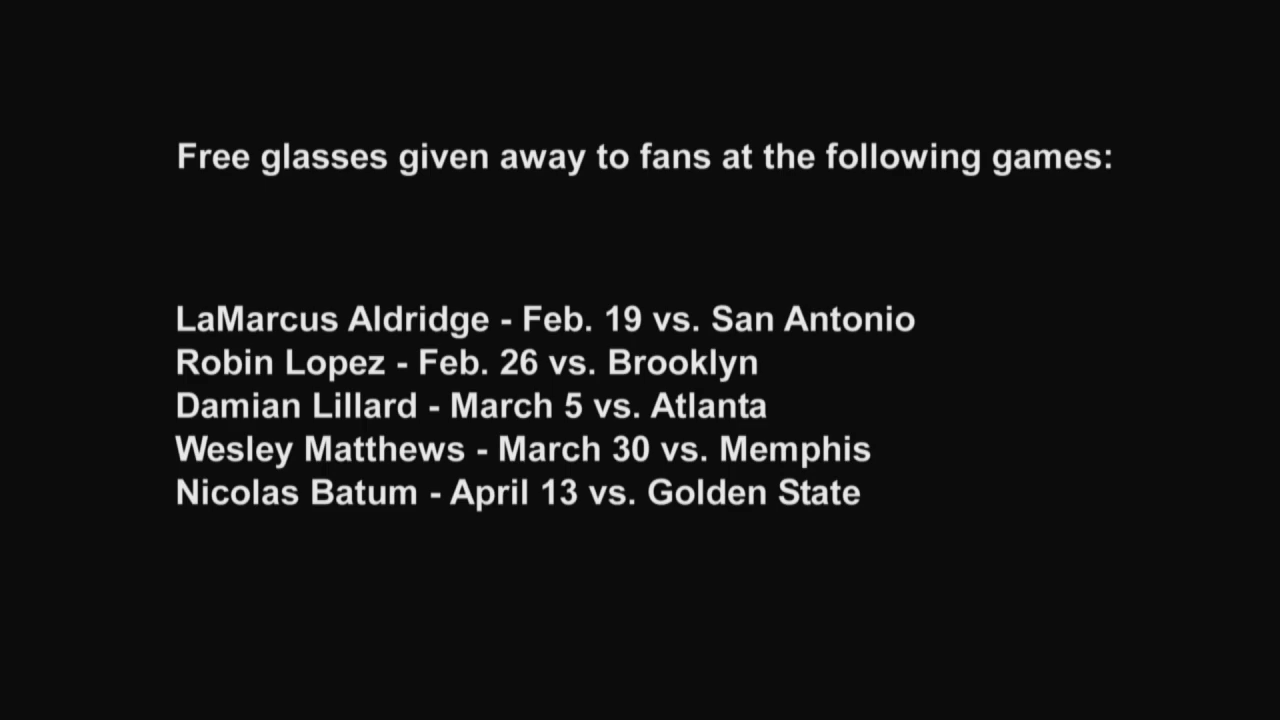 Free glasses given away to fans at the following games:
LaMarcus Aldridge - Feb. 19 vs. San Antonio
Robin Lopez - Feb. 26 vs. Brooklyn
Damian Lillard - March 5 vs. Atlanta
Wesley Matthews - March 30 vs. Memphis
Nicolas Batum - April 13 vs. Golden State